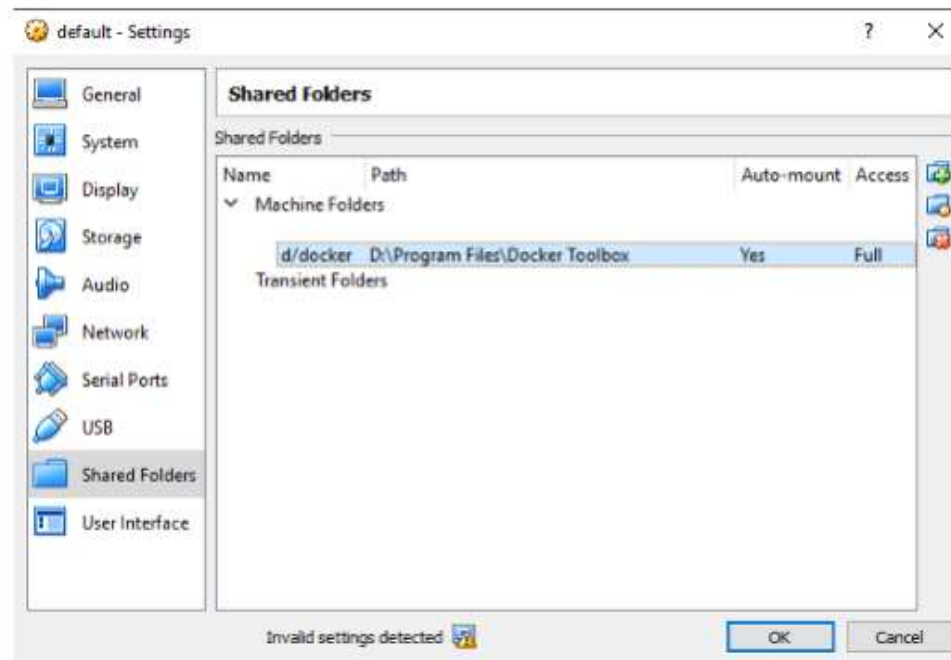 default - Settings ? ✕
General
System
Display
Storage
Audio
Network
Serial Ports
USB
Shared Folders
User Interface
Shared Folders
Shared Folders
Name Path Auto-mount Access
Machine Folders
d/docker D:\Program Files\Docker Toolbox Yes Full
Transient Folders
Invalid settings detected
OK Cancel